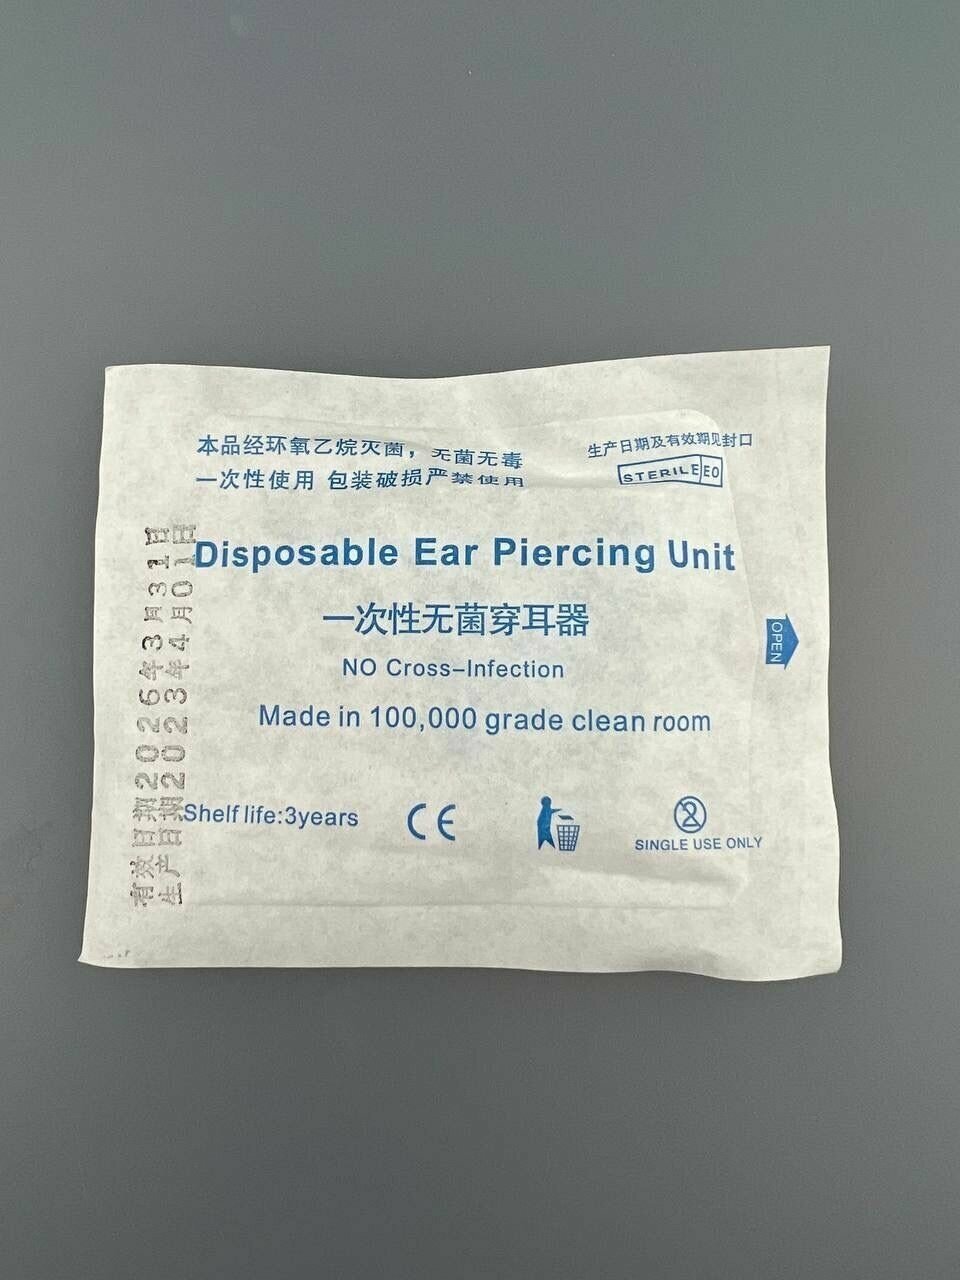 本品经环氧乙烷灭菌，无菌无毒
一次性使用 包装破损严禁使用
生产日期及有效期见封口
STERILE EO
Disposable Ear Piercing Unit
一次性无菌穿耳器
NO Cross-Infection
Made in 100,000 grade clean room
OPEN
Shelf life:3years
CE
2
SINGLE USE ONLY
有效日期2026年3月31日
生产日期2023年4月01日